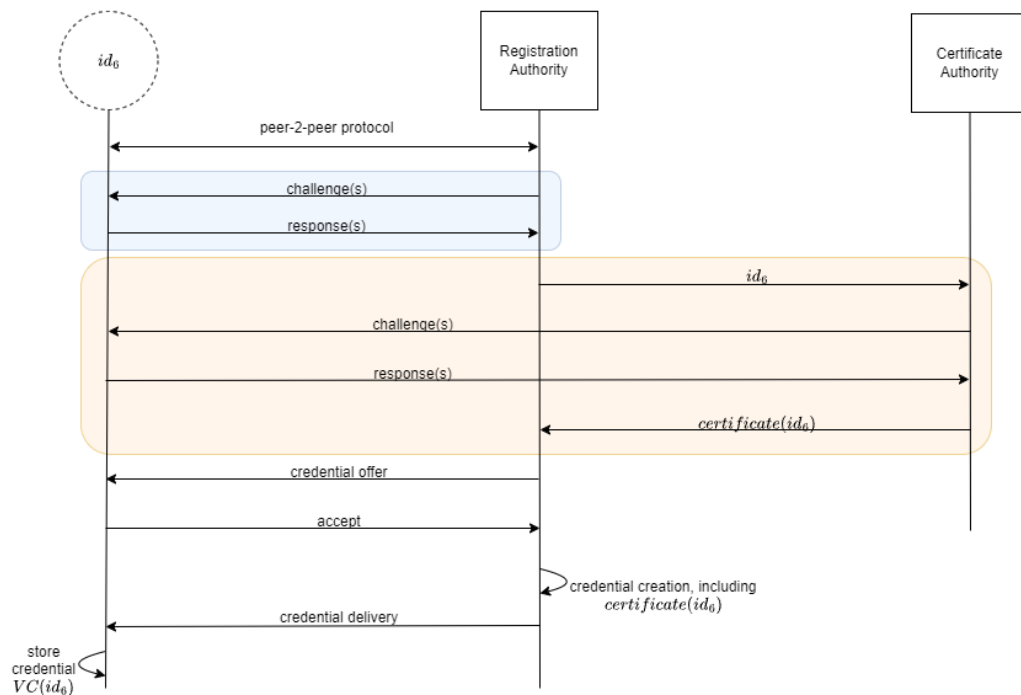 id₆
Registration
Authority
Certificate
Authority
peer-2-peer protocol
challenge(s)
response(s)
id₆
challenge(s)
response(s)
certificate(id₆)
credential offer
accept
credential creation, including
certificate(id₆)
credential delivery
store
credential
VC(id₆)